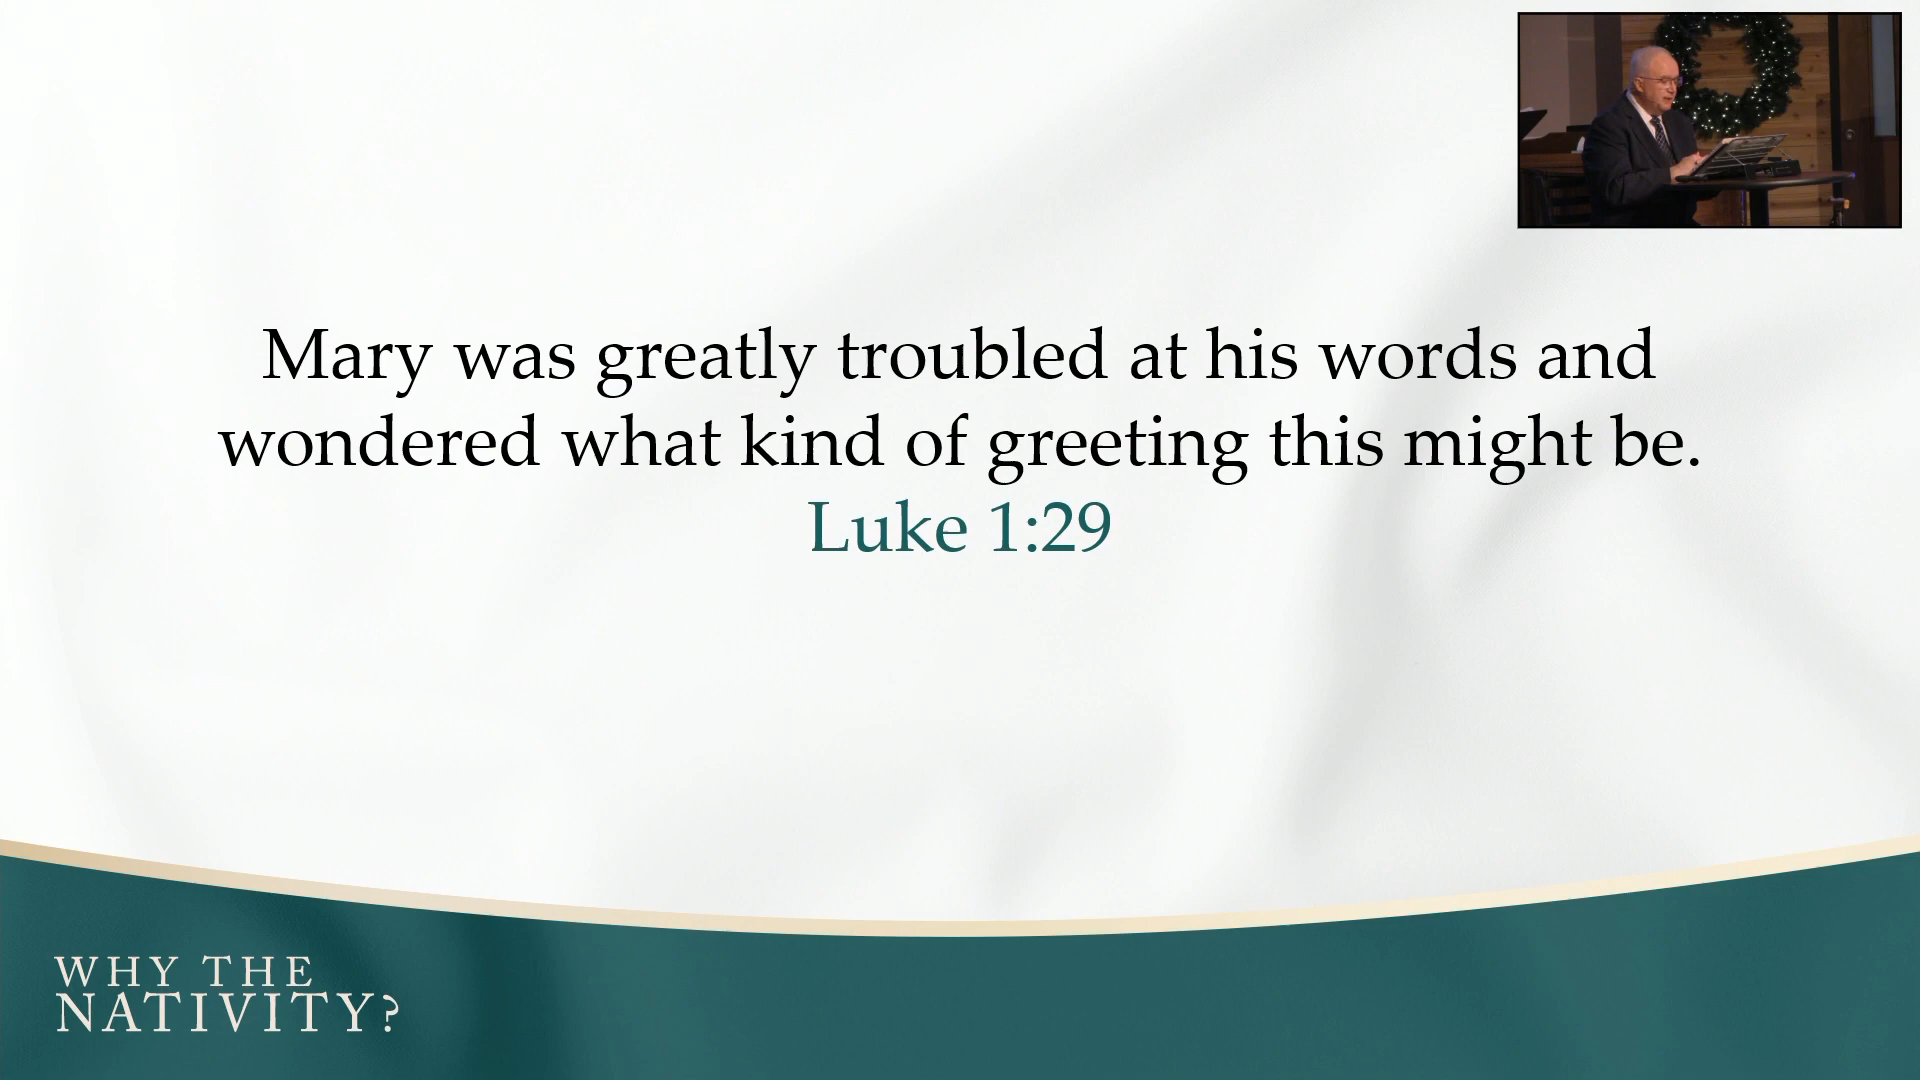 Mary was greatly troubled at his words and
wondered what kind of greeting this might be.
Luke 1:29
WHY THE
NATIVITY?